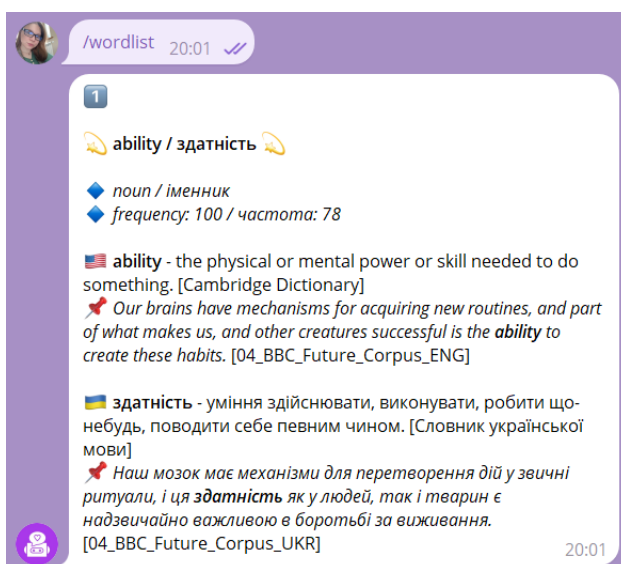 /wordlist 20:01
1
ability / здатність
noun / іменник
frequency: 100 / частота: 78
ability - the physical or mental power or skill needed to do
something. [Cambridge Dictionary]
Our brains have mechanisms for acquiring new routines, and part
of what makes us, and other creatures successful is the ability to
create these habits. [04_BBC_Future_Corpus_ENG]
здатність - уміння здійснювати, виконувати, робити що-
небудь, поводити себе певним чином. [Словник української
мови]
Наш мозок має механізми для перетворення дій у звичні
ритуали, і ця здатність як у людей, так і тварин є
надзвичайно важливою в боротьбі за виживання.
[04_BBC_Future_Corpus_UKR]
20:01